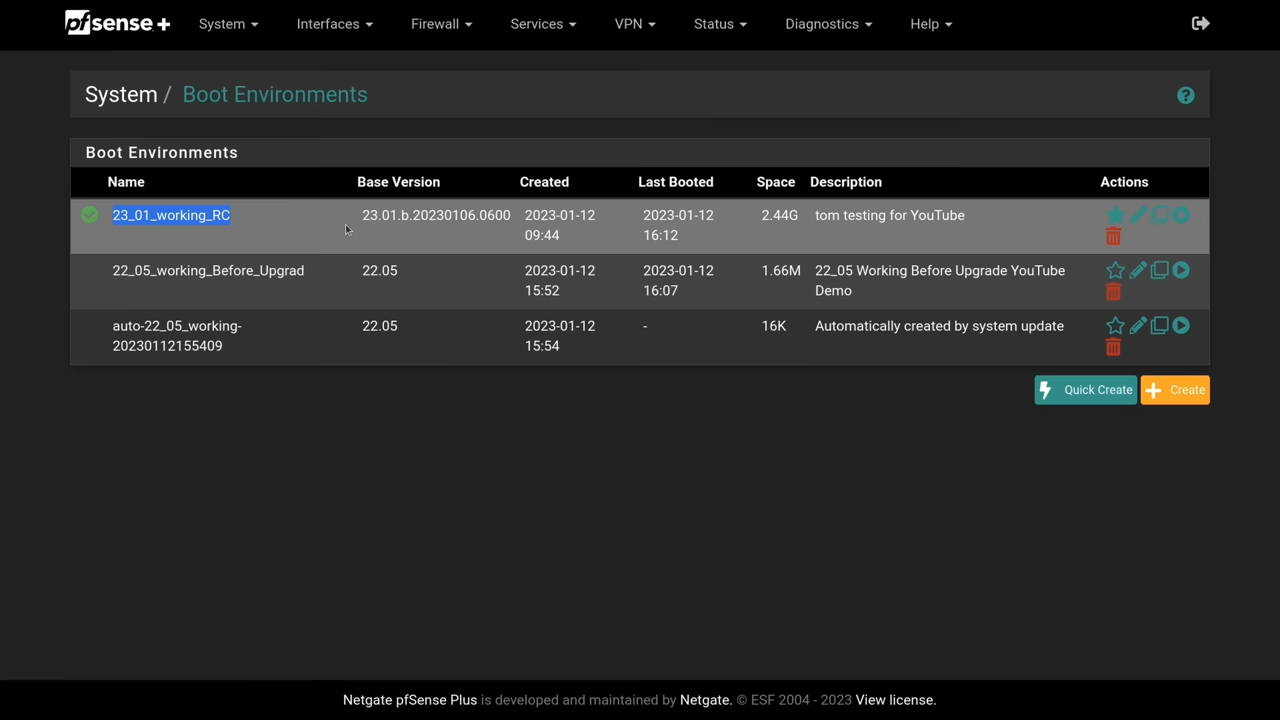 pfsense + System Interfaces Firewall Services VPN Status Diagnostics Help
System / Boot Environments
Boot Environments
Name Base Version Created Last Booted Space Description Actions
23_01_working_RC 23.01.b.20230106.0600 2023-01-12 2023-01-12 2.44G tom testing for YouTube
09:44 16:12
22_05_working_Before_Upgrad 22.05 2023-01-12 2023-01-12 1.66M 22_05 Working Before Upgrade YouTube
15:52 16:07 Demo
auto-22_05_working- 22.05 2023-01-12 - 16K Automatically created by system update
20230112155409 15:54
Quick Create Create
Netgate pfSense Plus is developed and maintained by Netgate. © ESF 2004 - 2023 View license.